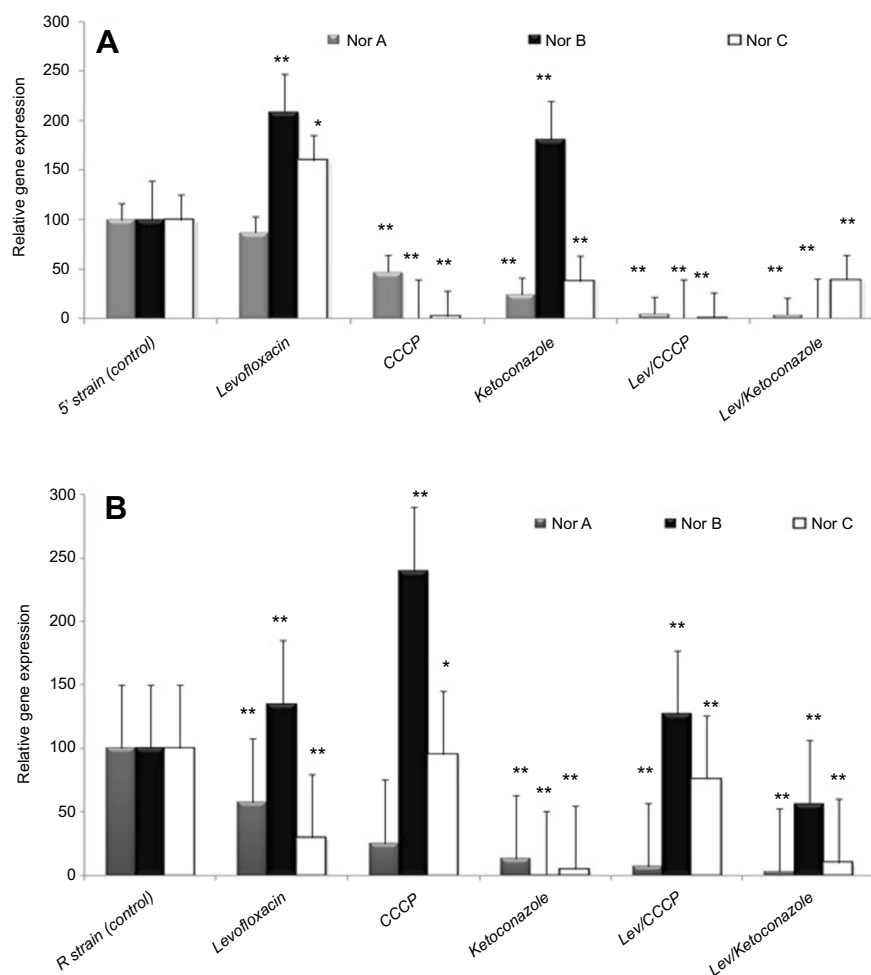 A
Nor A Nor B Nor C
Relative gene expression
300
250
200
150
100
50
0
** * ** ** ** ** ** ** ** ** ** ** ** **
5' strain (control) Levofloxacin CCCP Ketoconazole Lev/CCCP Lev/Ketoconazole
B
Nor A Nor B Nor C
Relative gene expression
300
250
200
150
100
50
0
** ** ** ** * ** ** ** ** ** ** ** ** **
R strain (control) Levofloxacin CCCP Ketoconazole Lev/CCCP Lev/Ketoconazole